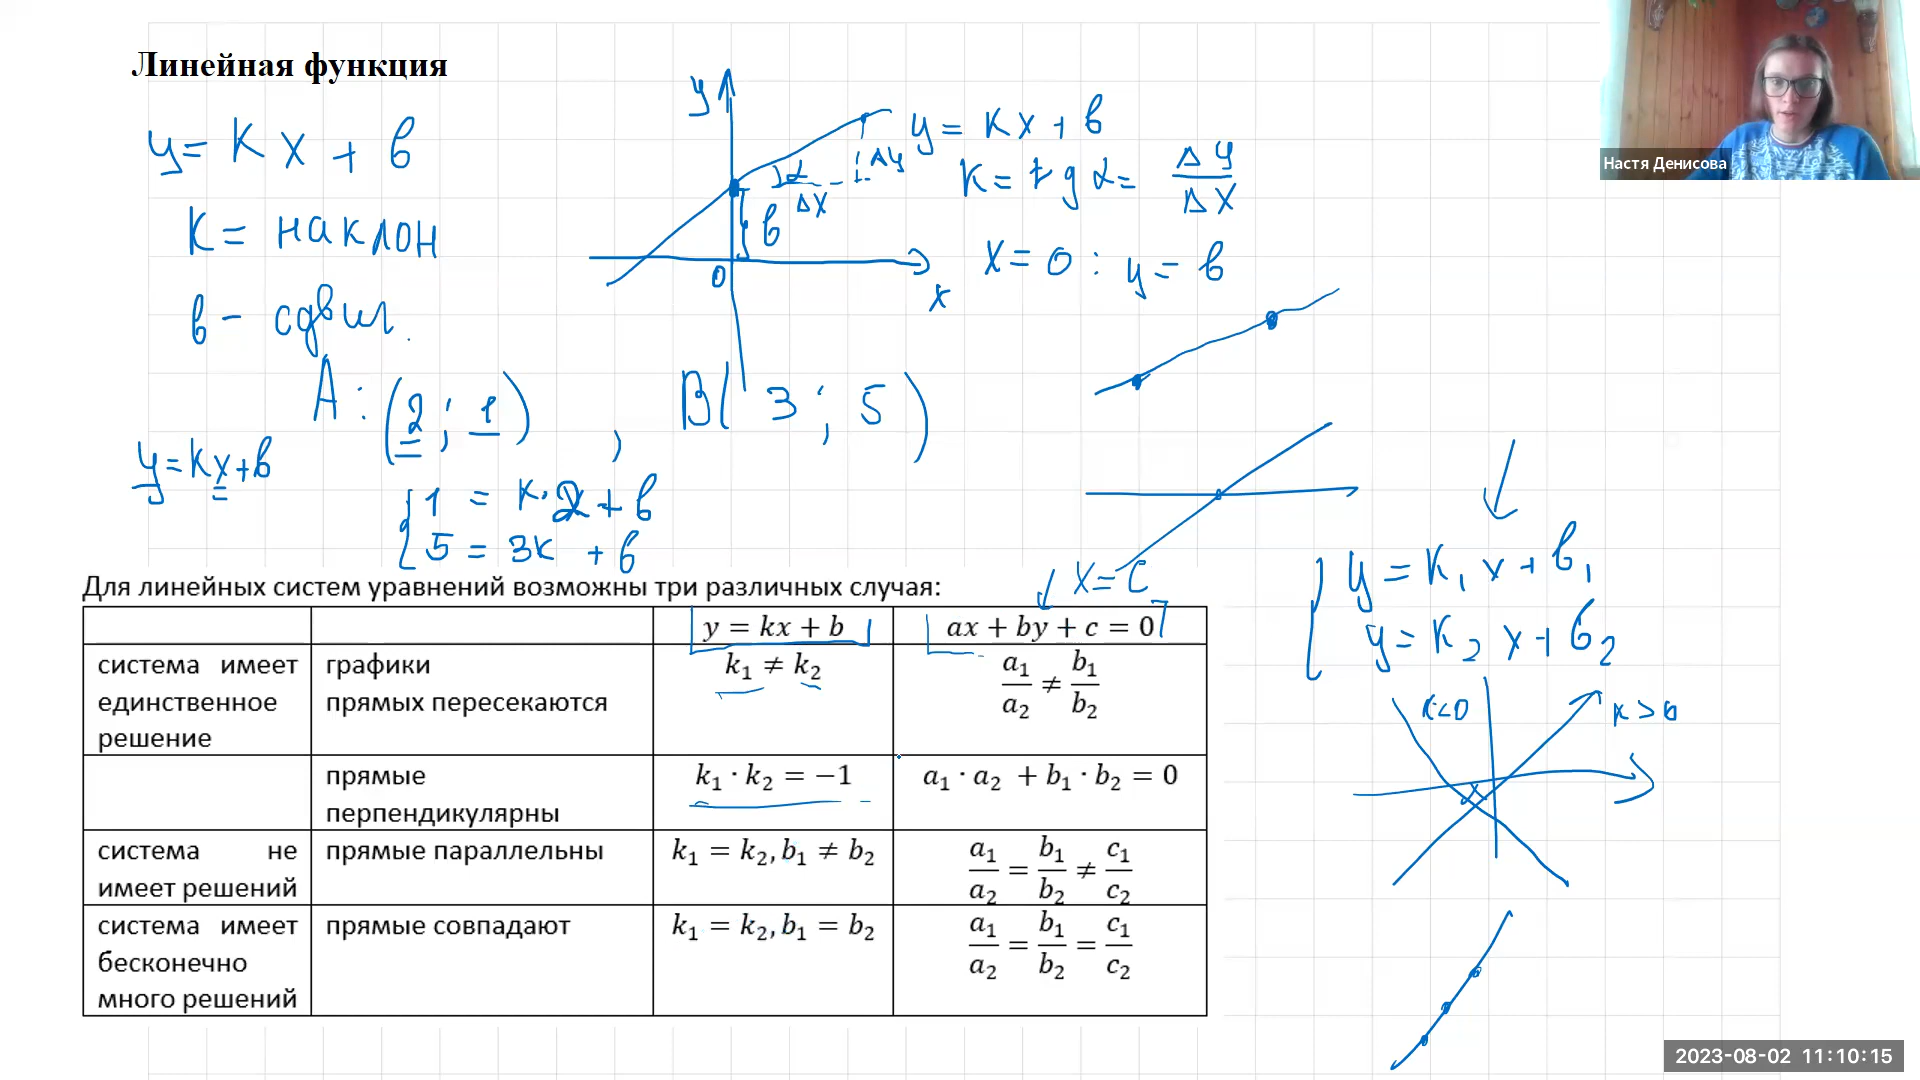 Линейная функция
y = kx + b
k = наклон
b - сдвиг.
y
0
x
α
Δy
Δx
b
y = kx + b
k = tg α = Δy / Δx
x = 0 : y = b
A : (2 ; 1) , B( 3 ; 5 )
y = kx + b
1 = k · 2 + b
5 = 3k + b
x = c
y = k₁ x + b₁
y = k₂ x + b₂
k<0
k>0
Для линейных систем уравнений возможны три различных случая:
y = kx + b
ax + by + c = 0
система имеет единственное решение
графики прямых пересекаются
k₁ ≠ k₂
a₁/a₂ ≠ b₁/b₂
прямые перпендикулярны
k₁ · k₂ = −1
a₁ · a₂ + b₁ · b₂ = 0
система не имеет решений
прямые параллельны
k₁ = k₂, b₁ ≠ b₂
a₁/a₂ = b₁/b₂ ≠ c₁/c₂
система имеет бесконечно много решений
прямые совпадают
k₁ = k₂, b₁ = b₂
a₁/a₂ = b₁/b₂ = c₁/c₂
Настя Денисова
2023-08-02 11:10:15